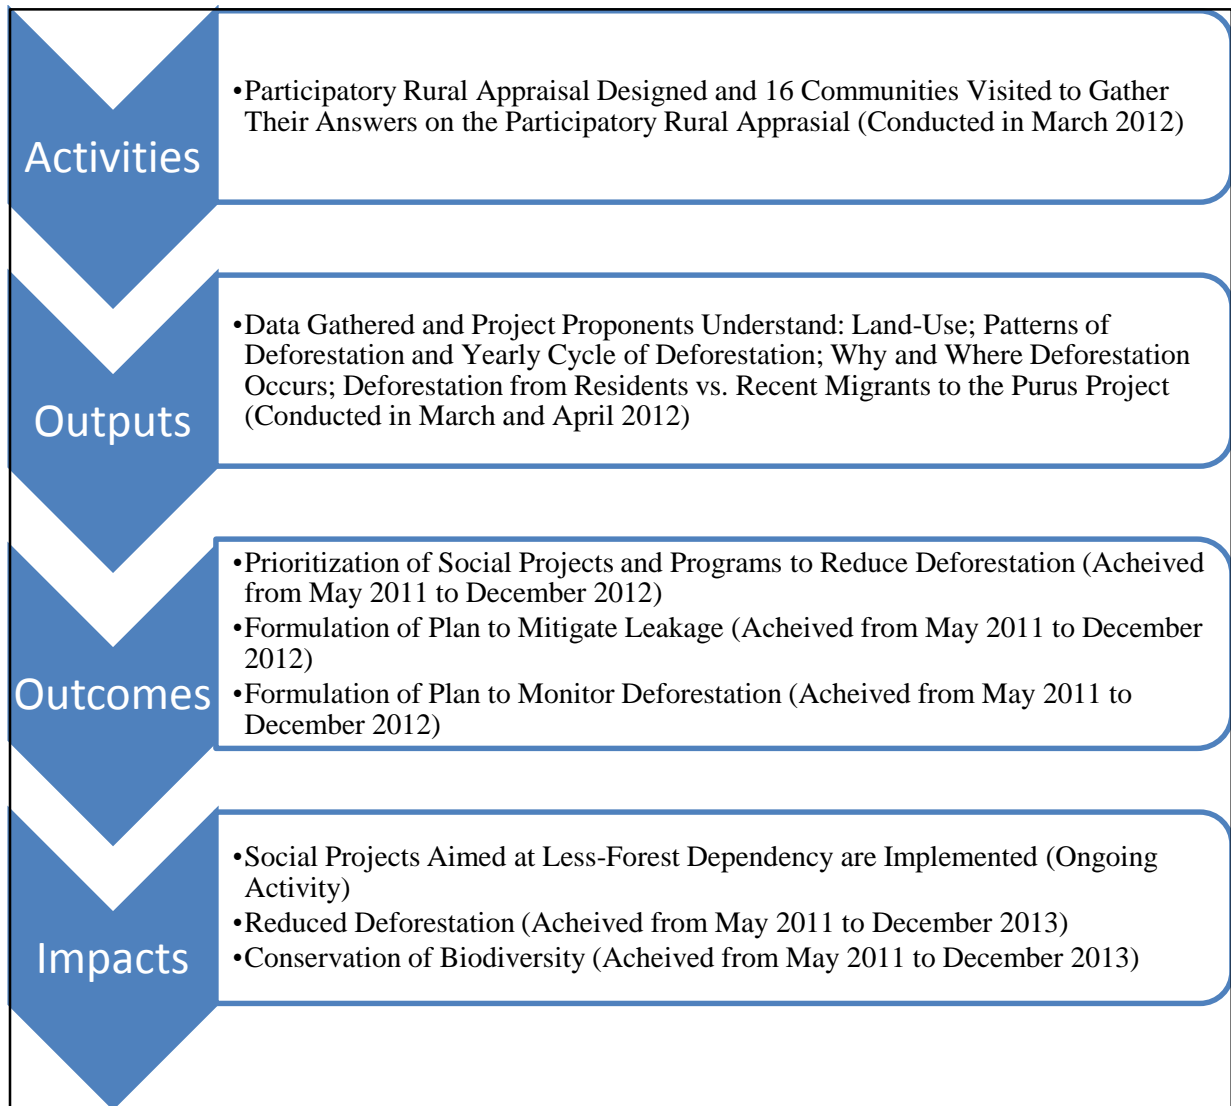 Activities
•Participatory Rural Appraisal Designed and 16 Communities Visited to Gather
Their Answers on the Participatory Rural Apprasial (Conducted in March 2012)
Outputs
•Data Gathered and Project Proponents Understand: Land-Use; Patterns of
Deforestation and Yearly Cycle of Deforestation; Why and Where Deforestation
Occurs; Deforestation from Residents vs. Recent Migrants to the Purus Project
(Conducted in March and April 2012)
Outcomes
•Prioritization of Social Projects and Programs to Reduce Deforestation (Acheived
from May 2011 to December 2012)
•Formulation of Plan to Mitigate Leakage (Acheived from May 2011 to December
2012)
•Formulation of Plan to Monitor Deforestation (Acheived from May 2011 to
December 2012)
Impacts
•Social Projects Aimed at Less-Forest Dependency are Implemented (Ongoing
Activity)
•Reduced Deforestation (Acheived from May 2011 to December 2013)
•Conservation of Biodiversity (Acheived from May 2011 to December 2013)